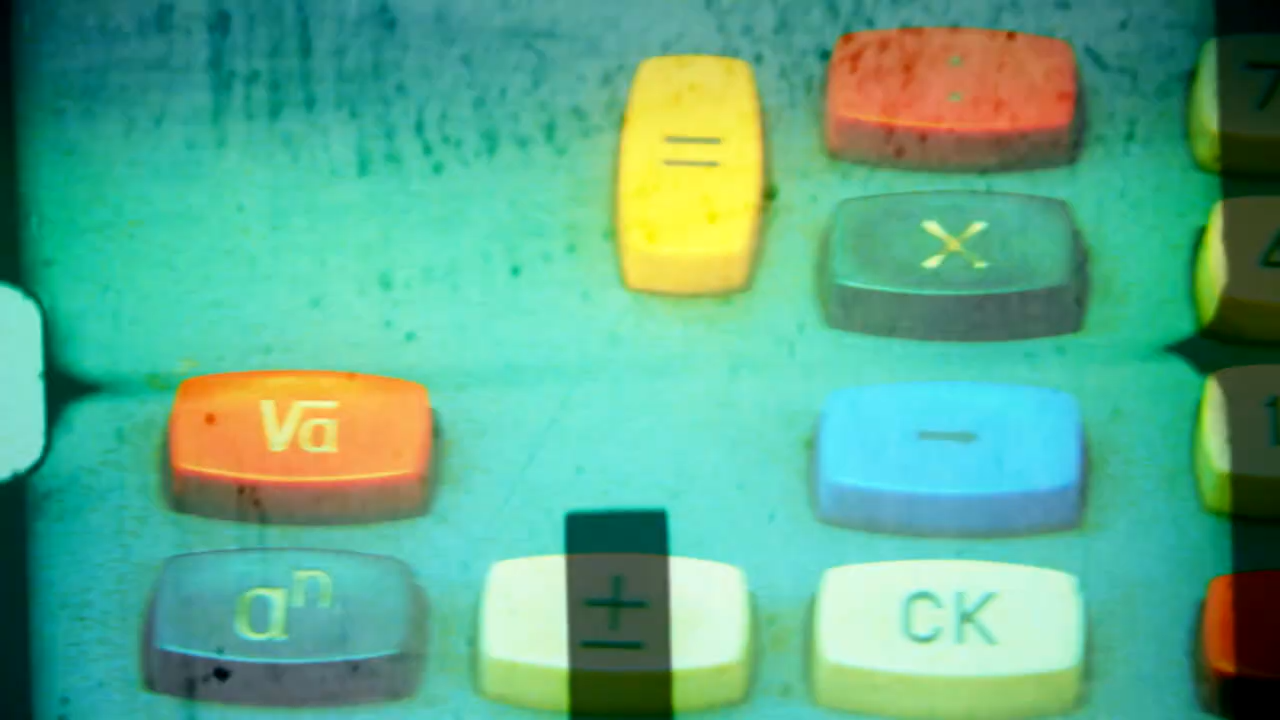 = :
X
√a −
aⁿ ± CK